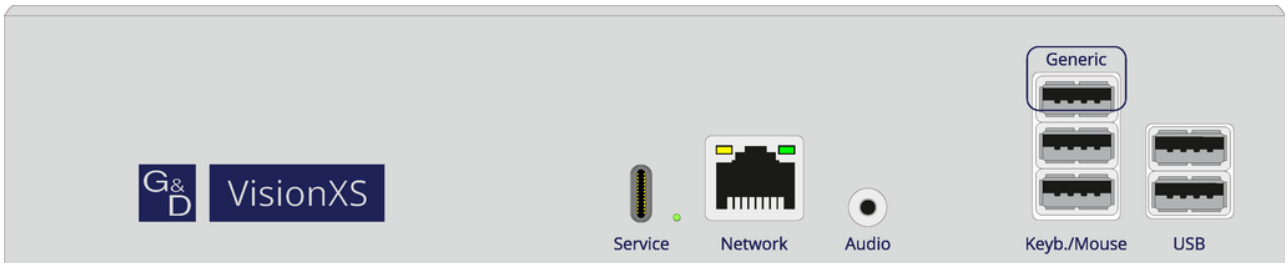 Generic
G&D
VisionXS
Service
Network
Audio
Keyb./Mouse
USB